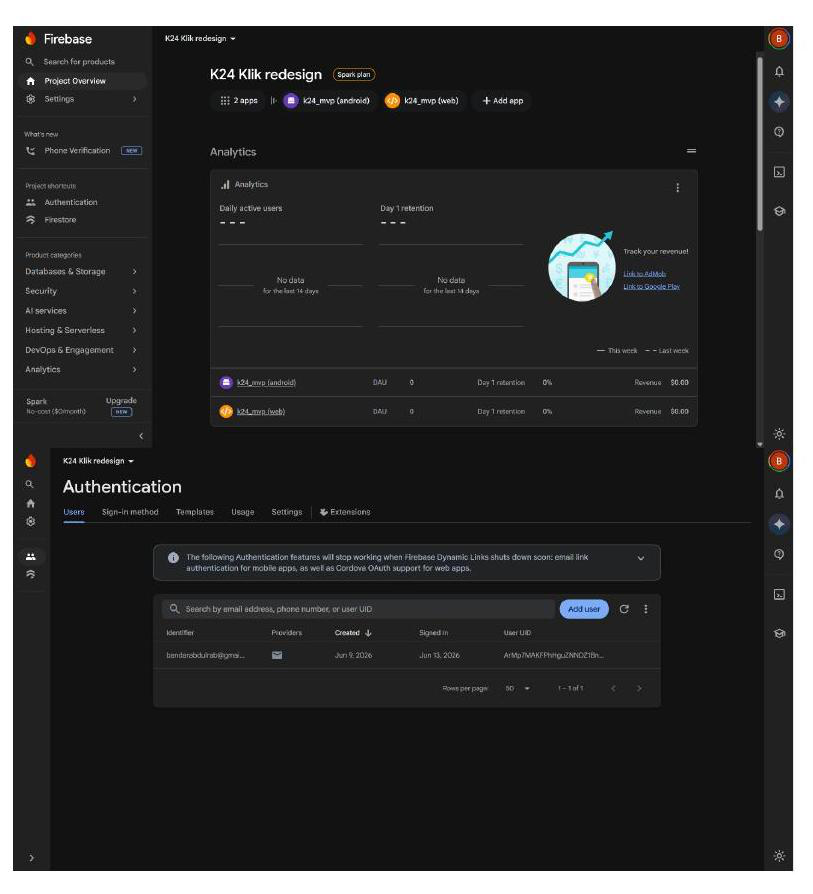 Firebase
Search for products
Project Overview
Settings
What's new
Phone Verification NEW
Project shortcuts
Authentication
Firestore
Product categories
Databases & Storage
Security
AI services
Hosting & Serverless
DevOps & Engagement
Analytics
Spark
No-cost ($0/month)
Upgrade
NEW
K24 Klik redesign
K24 Klik redesign Spark plan
2 apps k24_mvp (android) k24_mvp (web) + Add app
Analytics
Analytics
Daily active users
- - -
No data
for the last 14 days
Day 1 retention
- - -
No data
for the last 14 days
Track your revenue!
Link to AdMob
Link to Google Play
This week Last week
k24_mvp (android) DAU 0 Day 1 retention 0% Revenue $0.00
k24_mvp (web) DAU 0 Day 1 retention 0% Revenue $0.00
B
K24 Klik redesign
B
Authentication
Users Sign-in method Templates Usage Settings Extensions
The following Authentication features will stop working when Firebase Dynamic Links shuts down soon: email link
authentication for mobile apps, as well as Cordova OAuth support for web apps.
Search by email address, phone number, or user UID Add user
Identifier Providers Created Signed In User UID
Jun 9, 2026 Jun 13, 2026
Rows per page: 50 1 – 1 of 1